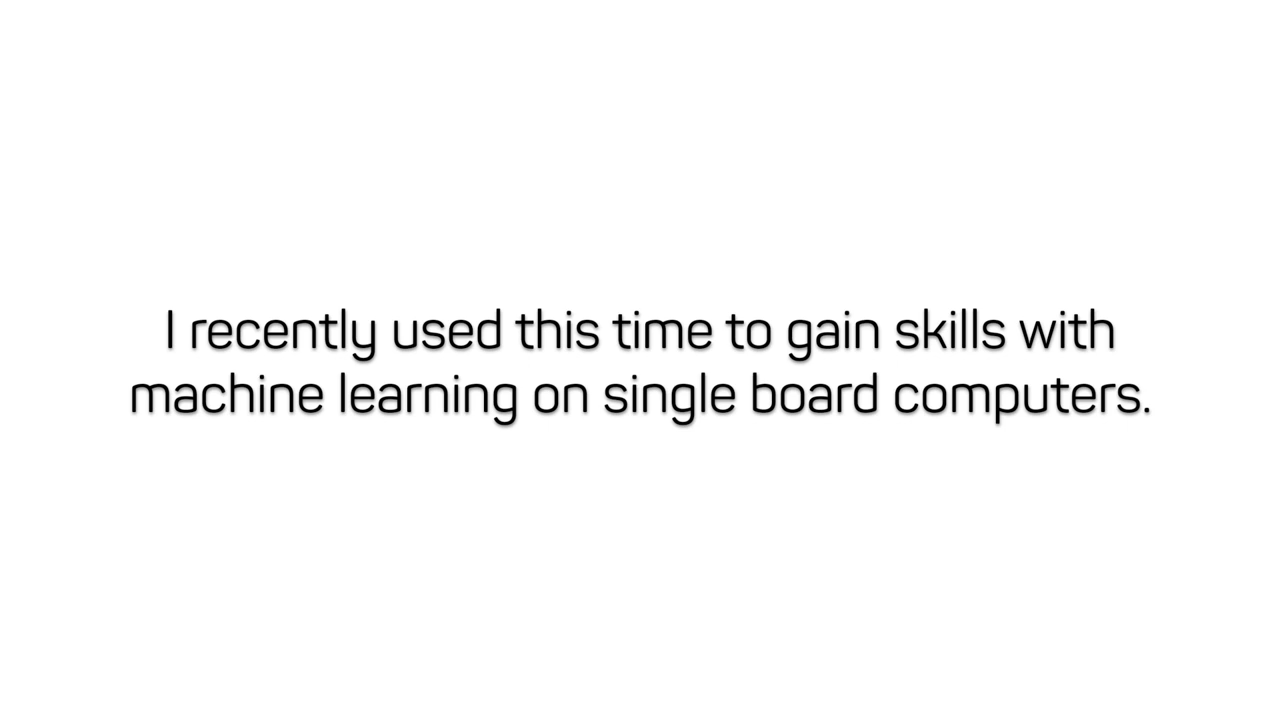 I recently used this time to gain skills with
machine learning on single board computers.